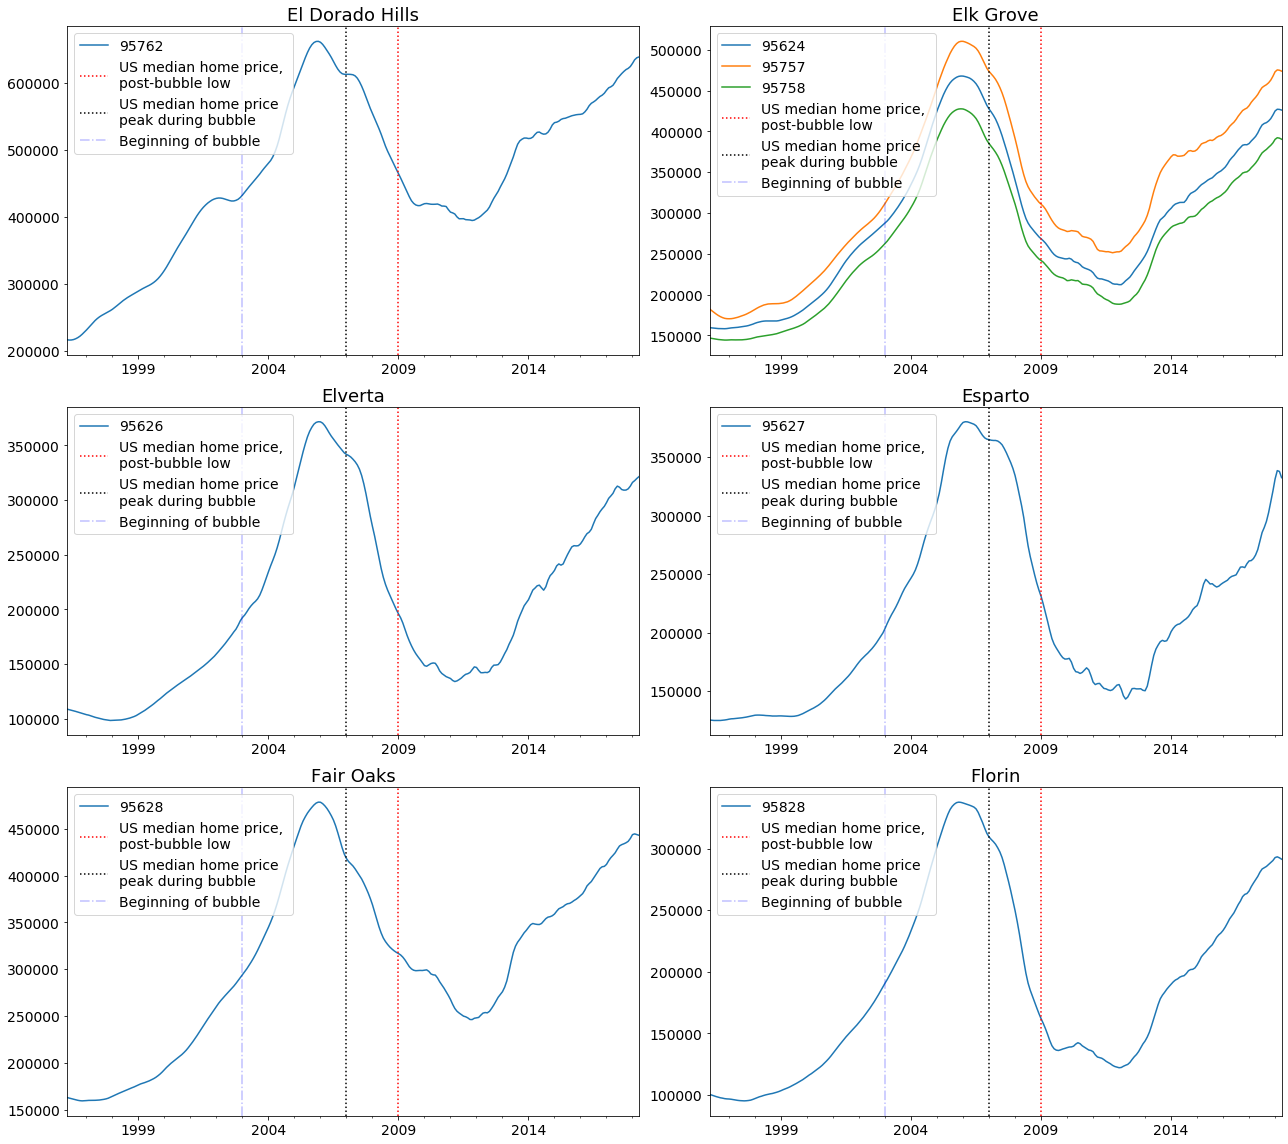 El Dorado Hills
95762
US median home price,
post-bubble low
US median home price
peak during bubble
Beginning of bubble
600000
500000
400000
300000
200000
1999
2004
2009
2014
Elk Grove
95624
95757
95758
US median home price,
post-bubble low
US median home price
peak during bubble
Beginning of bubble
500000
450000
400000
350000
300000
250000
200000
150000
1999
2004
2009
2014
Elverta
95626
US median home price,
post-bubble low
US median home price
peak during bubble
Beginning of bubble
350000
300000
250000
200000
150000
100000
1999
2004
2009
2014
Esparto
95627
US median home price,
post-bubble low
US median home price
peak during bubble
Beginning of bubble
350000
300000
250000
200000
150000
1999
2004
2009
2014
Fair Oaks
95628
US median home price,
post-bubble low
US median home price
peak during bubble
Beginning of bubble
450000
400000
350000
300000
250000
200000
150000
1999
2004
2009
2014
Florin
95828
US median home price,
post-bubble low
US median home price
peak during bubble
Beginning of bubble
300000
250000
200000
150000
100000
1999
2004
2009
2014